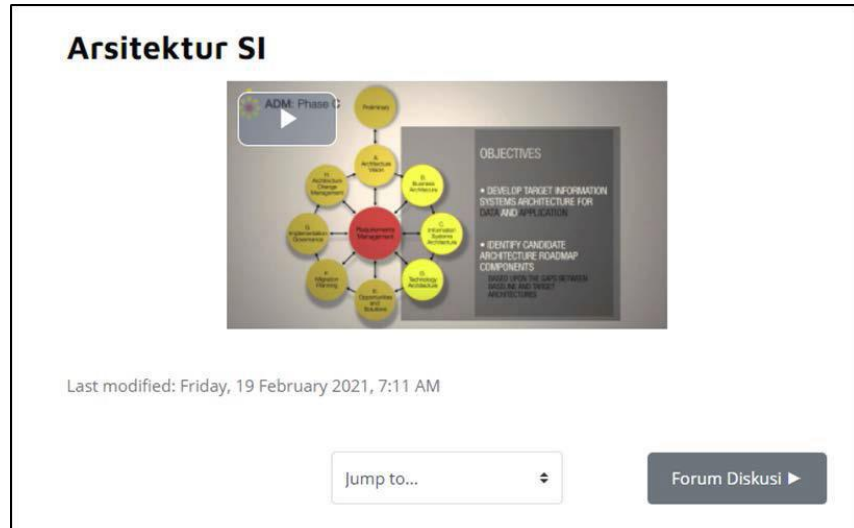 Arsitektur SI
ADM: Phase C
Preliminary
A.
Architecture
Vision
B.
Business
Architecture
C.
Information
Systems
Architecture
D.
Technology
Architecture
E.
Opportunities
and
Solutions
F.
Migration
Planning
G.
Implementation
Governance
H.
Architecture
Change
Management
Requirements
Management
OBJECTIVES
• DEVELOP TARGET INFORMATION
SYSTEMS ARCHITECTURE FOR
DATA AND APPLICATION
• IDENTIFY CANDIDATE
ARCHITECTURE ROADMAP
COMPONENTS
BASED UPON THE GAPS BETWEEN
BASELINE AND TARGET
ARCHITECTURES
Last modified: Friday, 19 February 2021, 7:11 AM
Jump to...
Forum Diskusi ▶